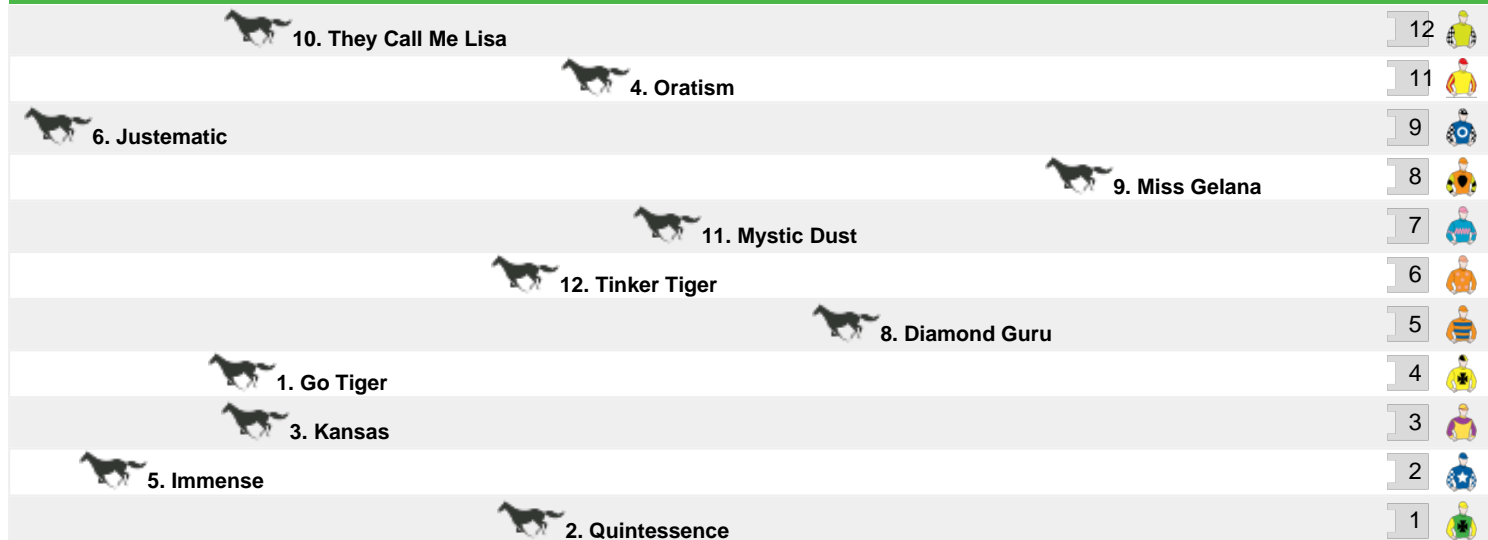 10. They Call Me Lisa 12
4. Oratism 11
6. Justematic 9
9. Miss Gelana 8
11. Mystic Dust 7
12. Tinker Tiger 6
8. Diamond Guru 5
1. Go Tiger 4
3. Kansas 3
5. Immense 2
2. Quintessence 1